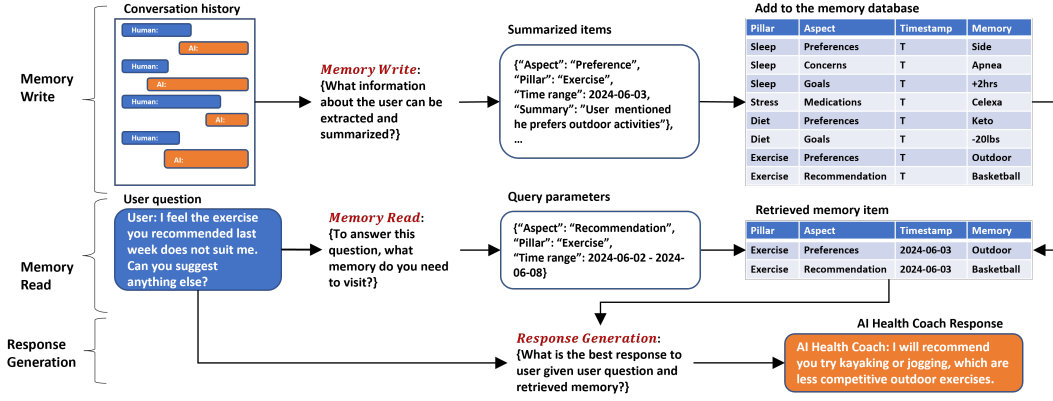 Conversation history
Human:
AI:
Human:
AI:
Human:
AI:
Human:
AI:
Memory
Write
Memory Write:
{What information
about the user can be
extracted and
summarized?}
Summarized items
{“Aspect”: “Preference”,
“Pillar”: “Exercise”,
“Time range”: 2024-06-03,
“Summary”: ”User mentioned
he prefers outdoor activities”},
...
Add to the memory database
Pillar Aspect Timestamp Memory
Sleep Preferences T Side
Sleep Concerns T Apnea
Sleep Goals T +2hrs
Stress Medications T Celexa
Diet Preferences T Keto
Diet Goals T -20lbs
Exercise Preferences T Outdoor
Exercise Recommendation T Basketball
Memory
Read
User question
User: I feel the exercise
you recommended last
week does not suit me.
Can you suggest
anything else?
Memory Read:
{To answer this
question, what
memory do you need
to visit?}
Query parameters
{“Aspect”: “Recommendation”,
“Pillar”: “Exercise”,
“Time range”: 2024-06-02 - 2024-
06-08}
Retrieved memory item
Pillar Aspect Timestamp Memory
Exercise Preferences 2024-06-03 Outdoor
Exercise Recommendation 2024-06-03 Basketball
Response
Generation
Response Generation:
{What is the best response to
user given user question and
retrieved memory?}
AI Health Coach Response
AI Health Coach: I will recommend
you try kayaking or jogging, which are
less competitive outdoor exercises.